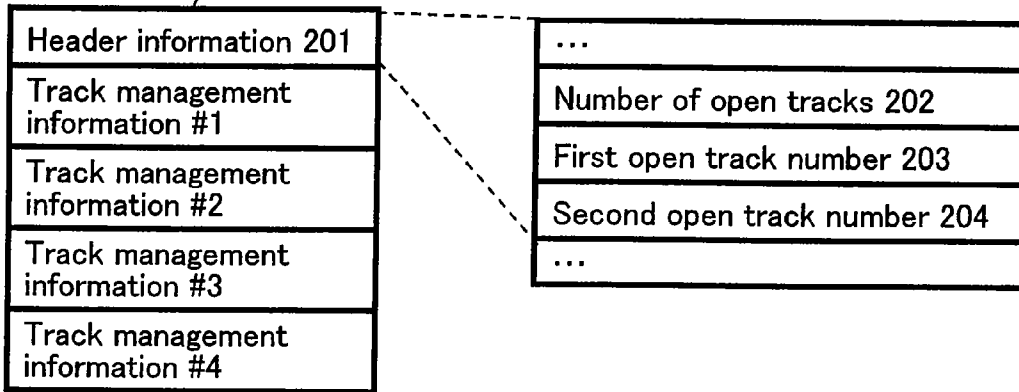 Header information 201
Track management
information #1
Track management
information #2
Track management
information #3
Track management
information #4
...
Number of open tracks 202
First open track number 203
Second open track number 204
...